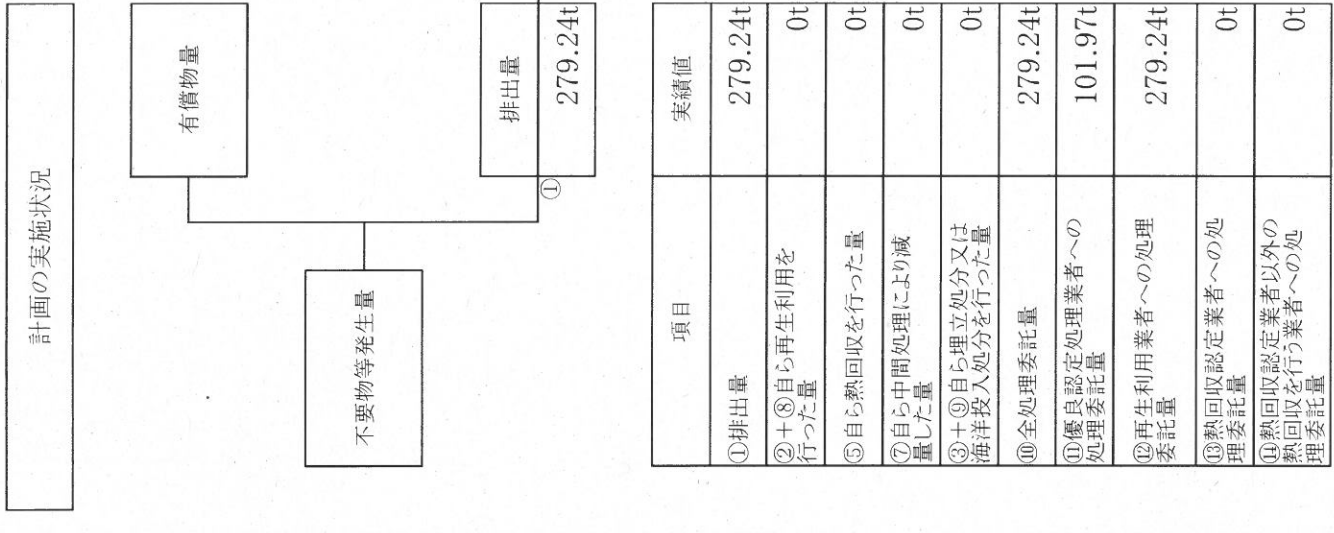 計画の実施状況
有償物量
不要物等発生量
排出量
①
279.24t
項目
実績値
①排出量
279.24t
②+⑧自ら再生利用を
行った量
0t
⑤自ら熱回収を行った量
0t
⑦自ら中間処理により減
量した量
0t
③+⑨自ら埋立処分又は
海洋投入処分を行った量
0t
⑩全処理委託量
279.24t
⑪優良認定処理業者への
処理委託量
101.97t
⑫再生利用業者への処理
委託量
279.24t
⑬熱回収認定業者への処
理委託量
0t
⑭熱回収認定業者以外の
熱回収を行う業者への処
理委託量
0t